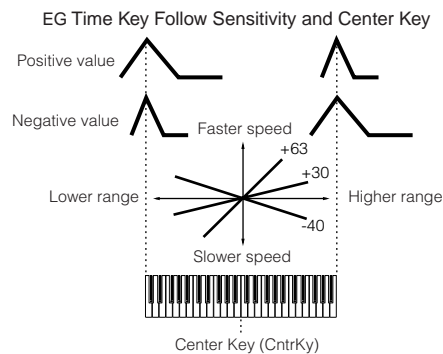 EG Time Key Follow Sensitivity and Center Key
Positive value
Negative value
Faster speed
+63
+30
Lower range
Higher range
-40
Slower speed
Center Key (CntrKy)